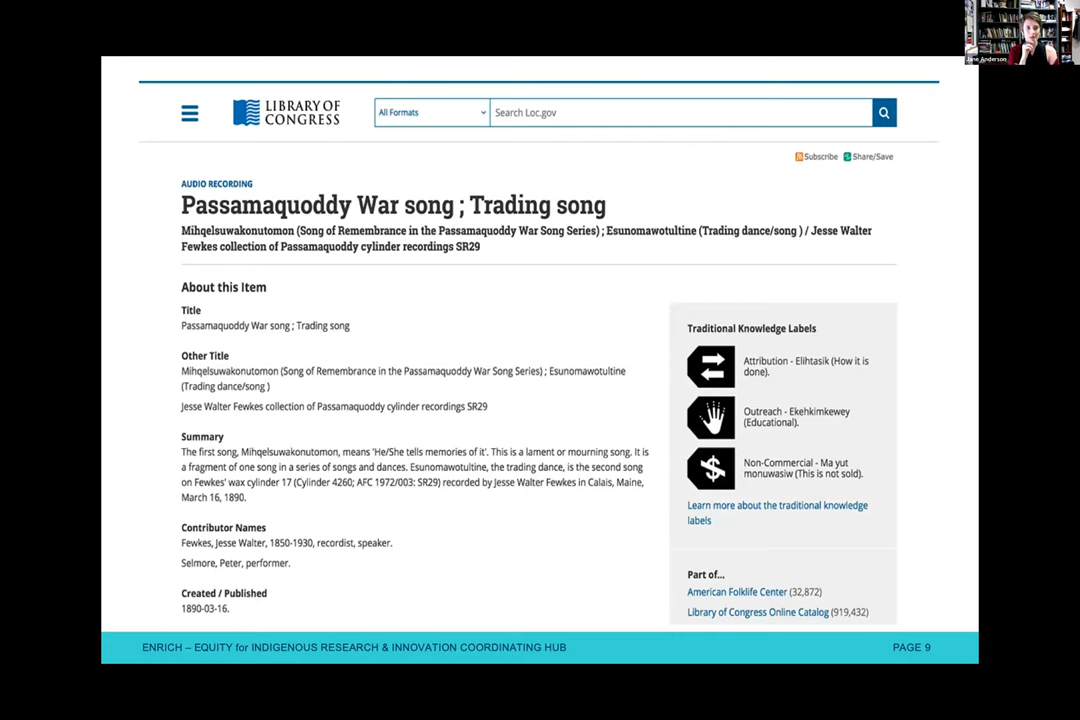 Jane Anderson
LIBRARY OF
CONGRESS
All Formats
Search Loc.gov
Subscribe
Share/Save
AUDIO RECORDING
Passamaquoddy War song ; Trading song
Mihqelsuwakonutomon (Song of Remembrance in the Passamaquoddy War Song Series) ; Esunomawotultine (Trading dance/song ) / Jesse Walter
Fewkes collection of Passamaquoddy cylinder recordings SR29
About this Item
Title
Passamaquoddy War song ; Trading song
Other Title
Mihqelsuwakonutomon (Song of Remembrance in the Passamaquoddy War Song Series) ; Esunomawotultine
(Trading dance/song )
Jesse Walter Fewkes collection of Passamaquoddy cylinder recordings SR29
Summary
The first song, Mihqelsuwakonutomon, means 'He/She tells memories of it'. This is a lament or mourning song. It
is a fragment of one song in a series of songs and dances. Esunomawotultine, the trading dance, is the second song
on Fewkes' wax cylinder 17 (Cylinder 4260; AFC 1972/003: SR29) recorded by Jesse Walter Fewkes in Calais, Maine,
March 16, 1890.
Contributor Names
Fewkes, Jesse Walter, 1850-1930, recordist, speaker.
Selmore, Peter, performer.
Created / Published
1890-03-16.
Traditional Knowledge Labels
Attribution - Elihtasik (How it is
done).
Outreach - Ekehkimkewey
(Educational).
Non-Commercial - Ma yut
monuwasiw (This is not sold).
Learn more about the traditional knowledge
labels
Part of...
American Folklife Center (32,872)
Library of Congress Online Catalog (919,432)
ENRICH – EQUITY for INDIGENOUS RESEARCH & INNOVATION COORDINATING HUB
PAGE 9